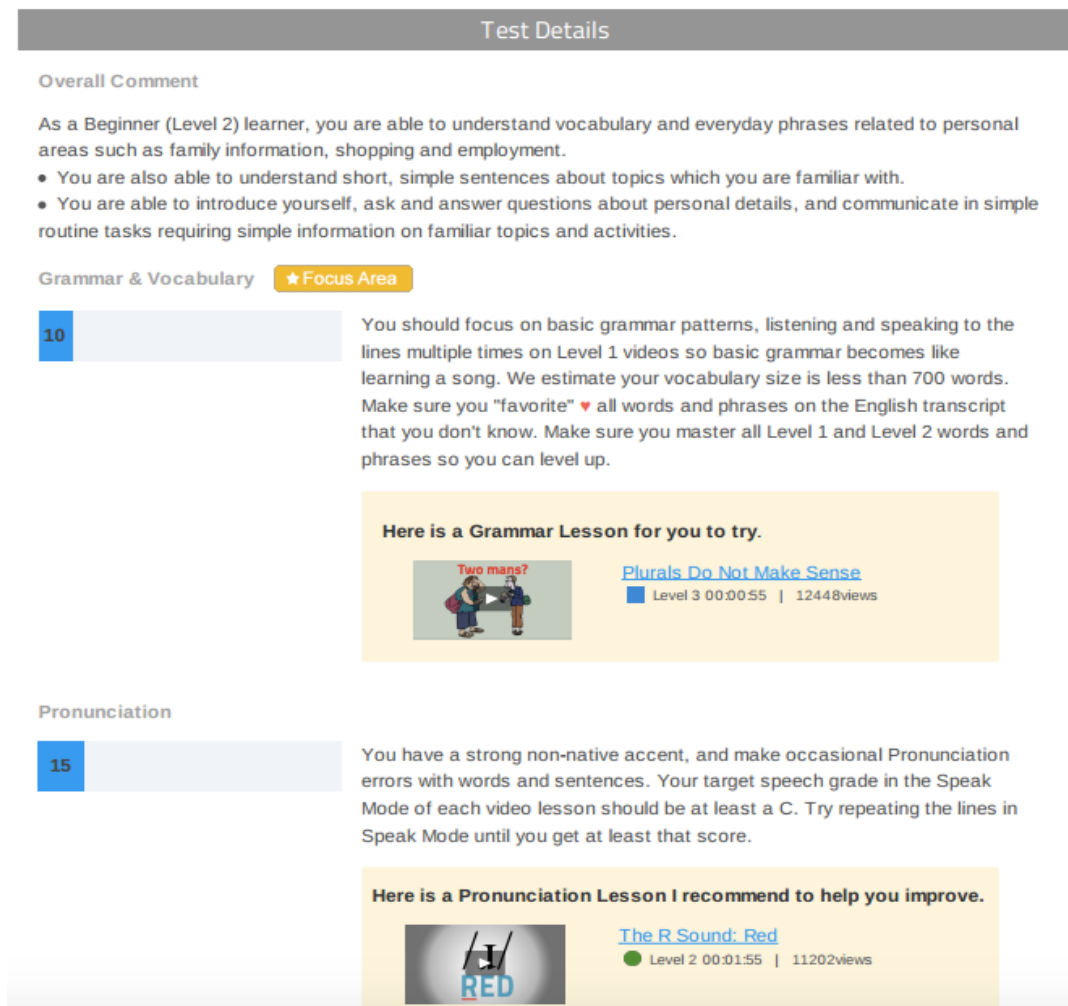 Test Details
Overall Comment
As a Beginner (Level 2) learner, you are able to understand vocabulary and everyday phrases related to personal
areas such as family information, shopping and employment.
• You are also able to understand short, simple sentences about topics which you are familiar with.
• You are able to introduce yourself, ask and answer questions about personal details, and communicate in simple
routine tasks requiring simple information on familiar topics and activities.
Grammar & Vocabulary ★ Focus Area
10
You should focus on basic grammar patterns, listening and speaking to the
lines multiple times on Level 1 videos so basic grammar becomes like
learning a song. We estimate your vocabulary size is less than 700 words.
Make sure you "favorite" ♥ all words and phrases on the English transcript
that you don't know. Make sure you master all Level 1 and Level 2 words and
phrases so you can level up.
Here is a Grammar Lesson for you to try.
Two mans?
Plurals Do Not Make Sense
Level 3 00:00:55 | 12448views
Pronunciation
15
You have a strong non-native accent, and make occasional Pronunciation
errors with words and sentences. Your target speech grade in the Speak
Mode of each video lesson should be at least a C. Try repeating the lines in
Speak Mode until you get at least that score.
Here is a Pronunciation Lesson I recommend to help you improve.
/ɹ/
RED
The R Sound: Red
Level 2 00:01:55 | 11202views